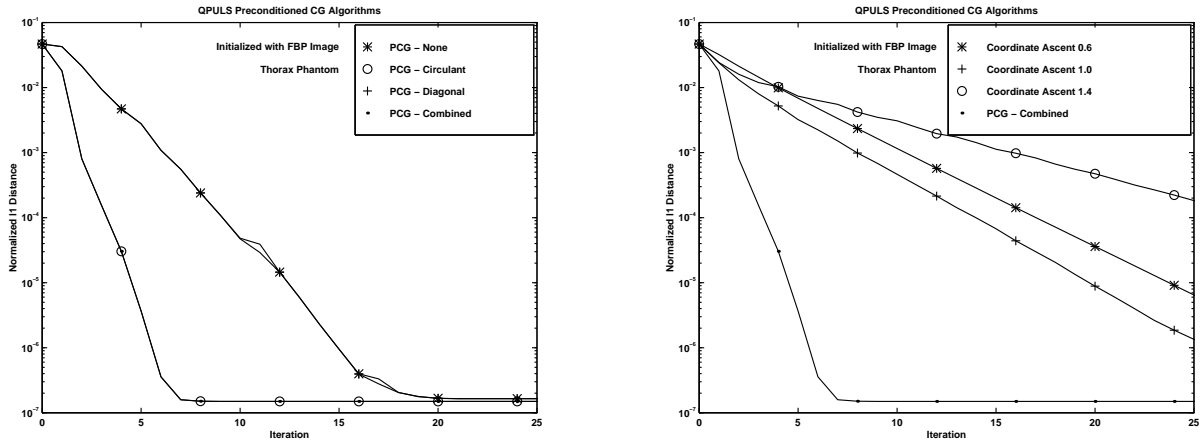 QPULS Preconditioned CG Algorithms
Initialized with FBP Image
Thorax Phantom
PCG – None
PCG – Circulant
PCG – Diagonal
PCG – Combined
Normalized l1 Distance
10^-1
10^-2
10^-3
10^-4
10^-5
10^-6
10^-7
0 5 10 15 20 25
Iteration
QPULS Preconditioned CG Algorithms
Initialized with FBP Image
Thorax Phantom
Coordinate Ascent 0.6
Coordinate Ascent 1.0
Coordinate Ascent 1.4
PCG – Combined
Normalized l1 Distance
10^-1
10^-2
10^-3
10^-4
10^-5
10^-6
10^-7
0 5 10 15 20 25
Iteration